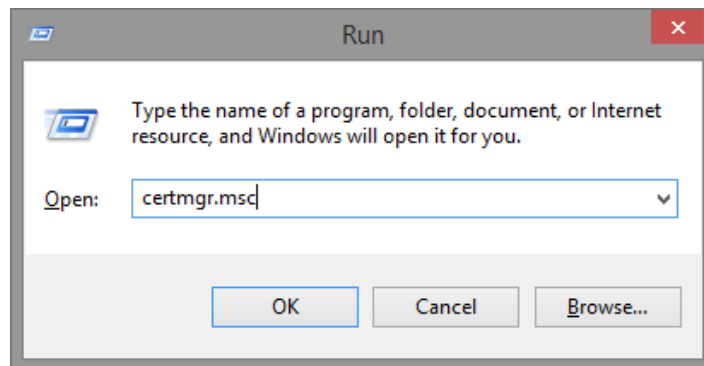 Run
Type the name of a program, folder, document, or Internet
resource, and Windows will open it for you.
Open: certmgr.msc
OK Cancel Browse...